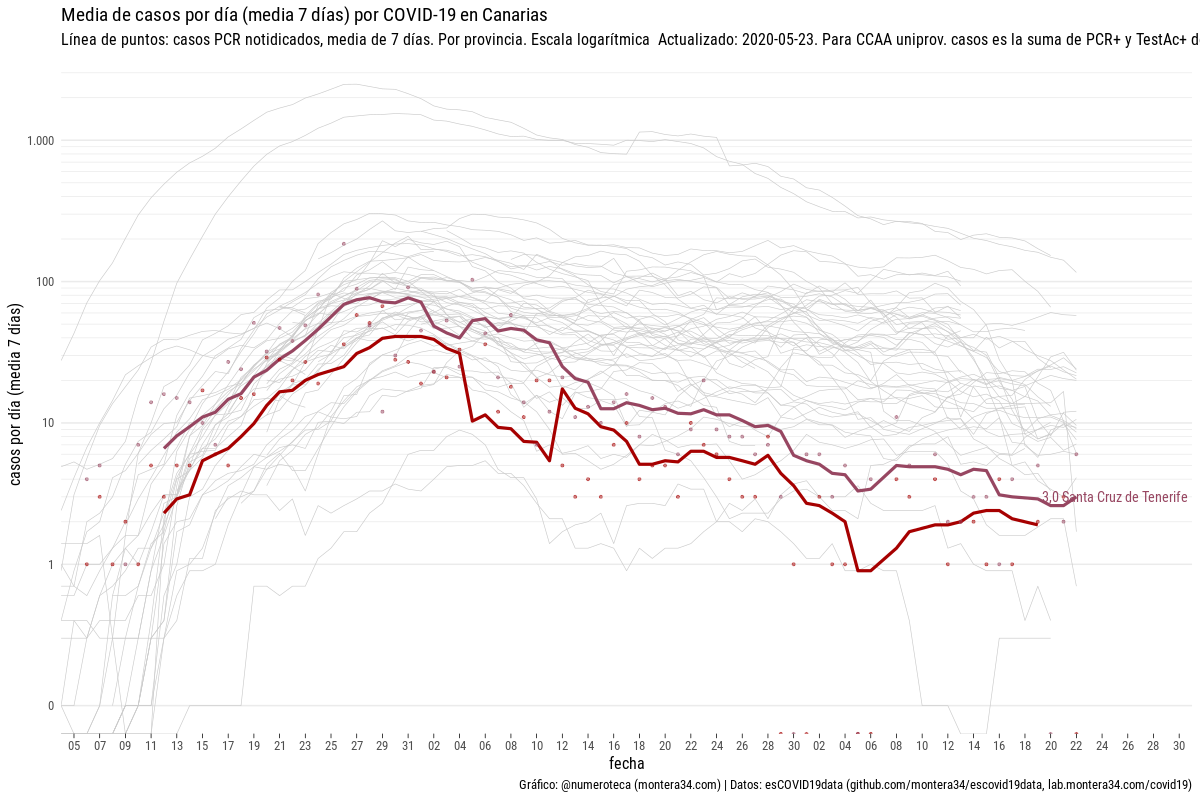 Media de casos por día (media 7 días) por COVID-19 en Canarias
Línea de puntos: casos PCR notidicados, media de 7 días. Por provincia. Escala logarítmica  Actualizado: 2020-05-23. Para CCAA uniprov. casos es la suma de PCR+ y TestAc+ d
casos por día (media 7 días)
1.000
100
10
1
0
3,0 Santa Cruz de Tenerife
05 07 09 11 13 15 17 19 21 23 25 27 29 31 02 04 06 08 10 12 14 16 18 20 22 24 26 28 30 02 04 06 08 10 12 14 16 18 20 22 24 26 28 30
fecha
Gráfico: @numeroteca (montera34.com) | Datos: esCOVID19data (github.com/montera34/escovid19data, lab.montera34.com/covid19)